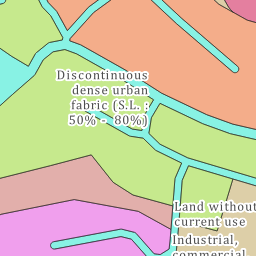 Discontinuous
dense urban
fabric (S.L. :
50% - 80%)
Land without
current use
Industrial,
commercial